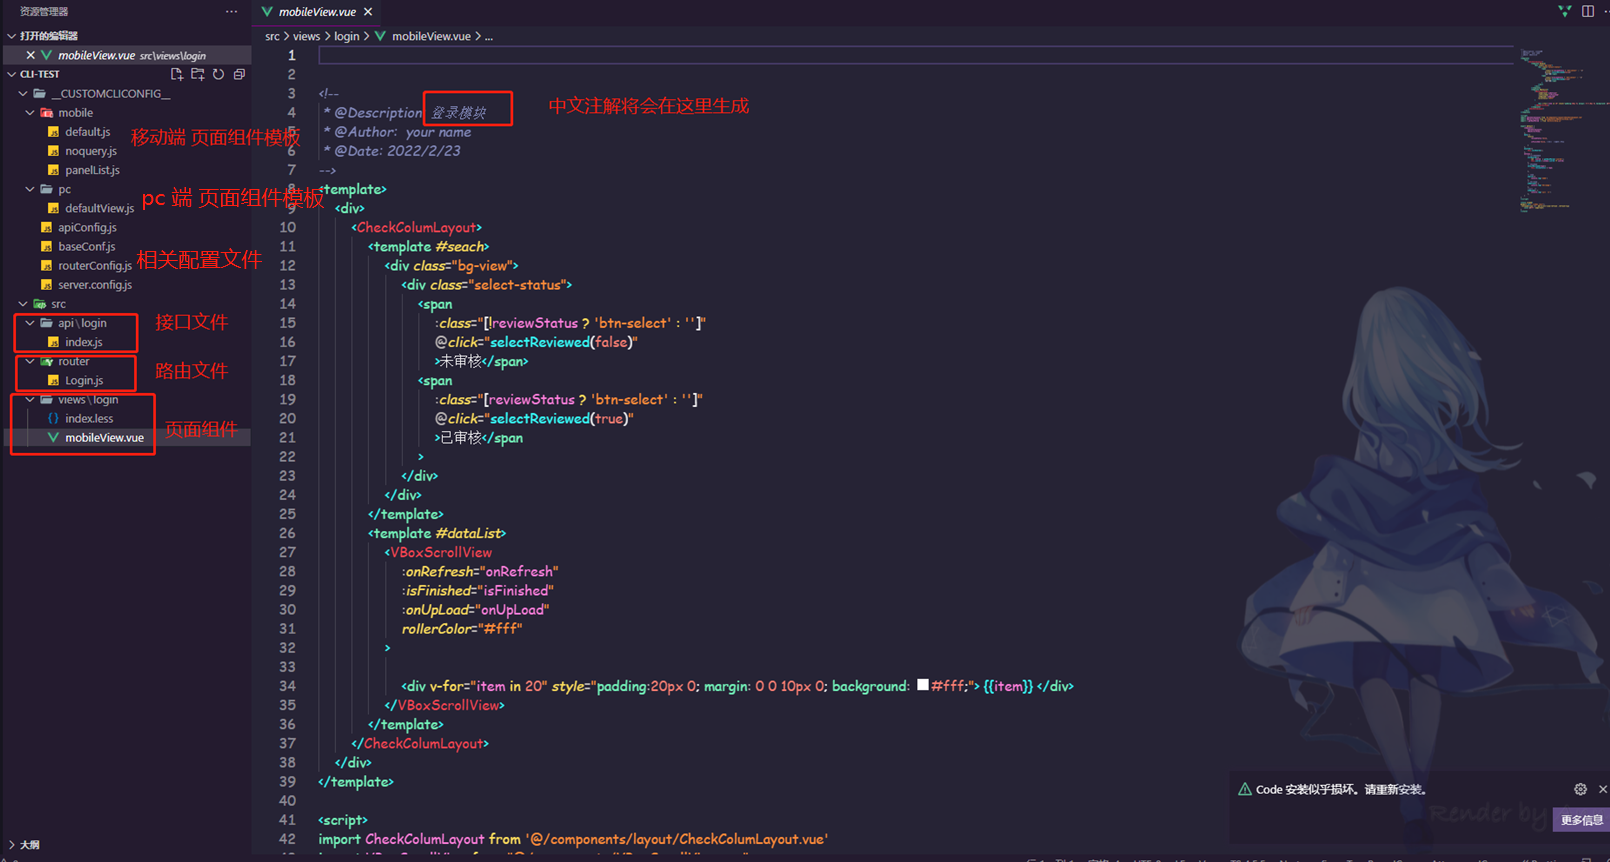 资源管理器
···
mobileView.vue
打开的编辑器
mobileView.vue src\views\login
CLI-TEST
__CUSTOMCLICONFIG__
mobile
default.js
noquery.js
panelList.js
移动端 页面组件模板
pc
defaultView.js
pc 端 页面组件模板
apiConfig.js
baseConf.js
routerConfig.js
server.config.js
相关配置文件
src
api\login
index.js
接口文件
router
Login.js
路由文件
views\login
index.less
mobileView.vue
页面组件
大纲
src > views > login > mobileView.vue > ...
1
2
3 <!--
4 * @Description 登录模块
中文注解将会在这里生成
5 * @Author: your name
6 * @Date: 2022/2/23
7 -->
8 <template>
9 <div>
10 <CheckColumLayout>
11 <template #seach>
12 <div class="bg-view">
13 <div class="select-status">
14 <span
15 :class="[!reviewStatus ? 'btn-select' : '']"
16 @click="selectReviewed(false)"
17 >未审核</span>
18 <span
19 :class="[reviewStatus ? 'btn-select' : '']"
20 @click="selectReviewed(true)"
21 >已审核</span
22 >
23 </div>
24 </div>
25 </template>
26 <template #dataList>
27 <VBoxScrollView
28 :onRefresh="onRefresh"
29 :isFinished="isFinished"
30 :onUpLoad="onUpLoad"
31 rollerColor="#fff"
32 >
33
34 <div v-for="item in 20" style="padding:20px 0; margin: 0 0 10px 0; background: #fff;"> {{item}} </div>
35 </VBoxScrollView>
36 </template>
37 </CheckColumLayout>
38 </div>
39 </template>
40
41 <script>
42 import CheckColumLayout from '@/components/layout/CheckColumLayout.vue'
Code 安装似乎损坏。请重新安装。
Render by
更多信息